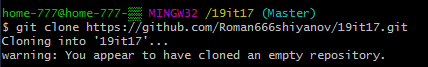 home-777@home-777-▒▒ MINGW32 /19it17 (Master)
$ git clone https://github.com/Roman666shiyanov/19it17.git
Cloning into '19it17'...
warning: You appear to have cloned an empty repository.